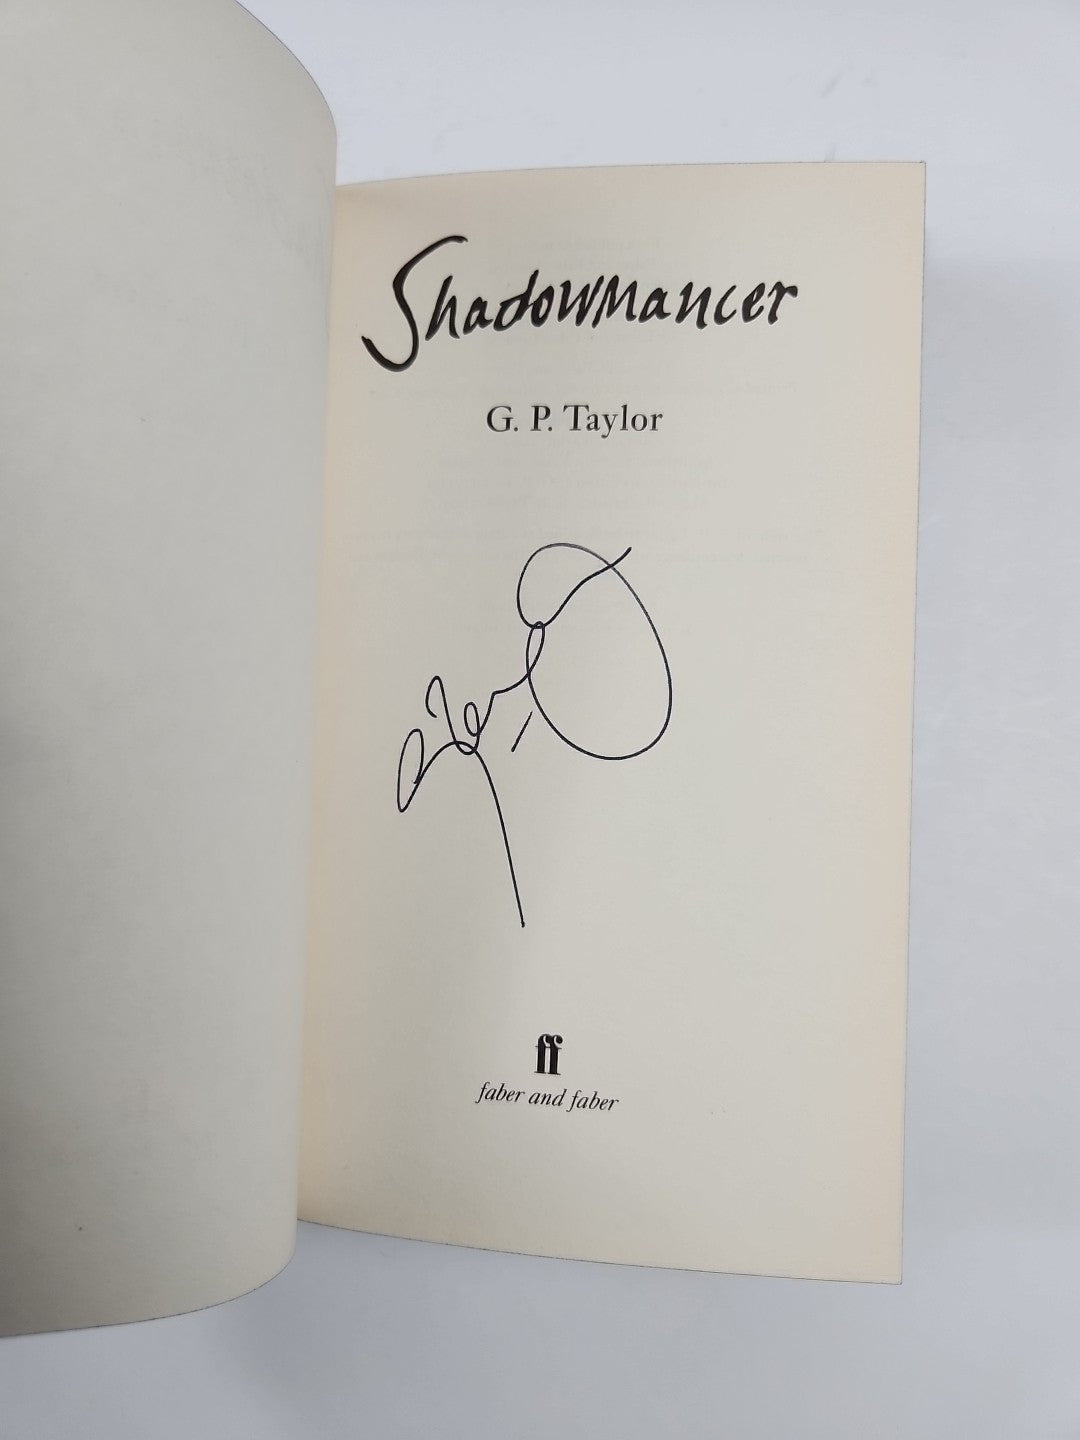 Shadowmancer
G. P. Taylor
ff
faber and faber